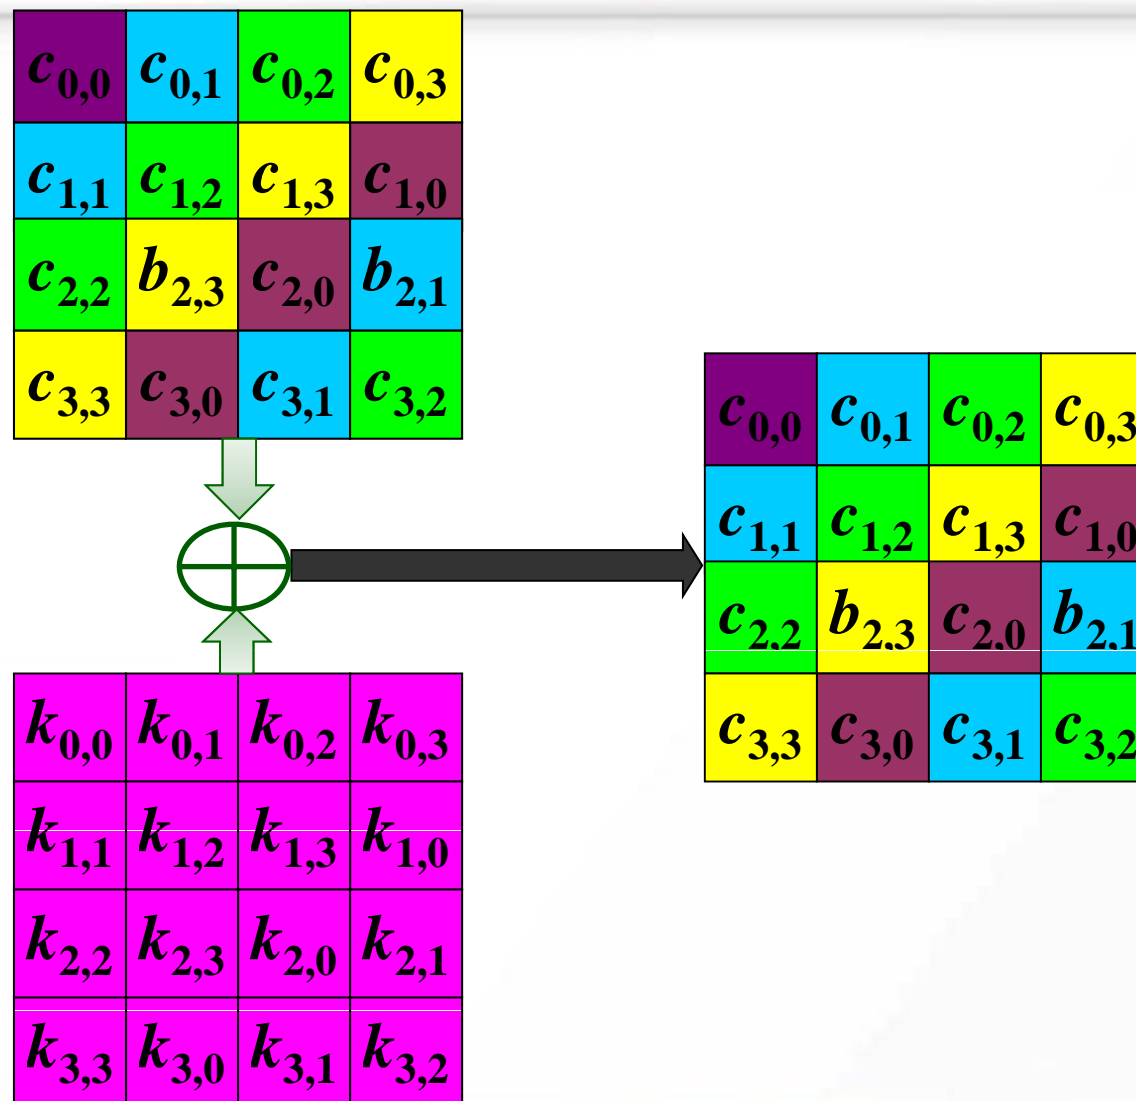 c0,0 c0,1 c0,2 c0,3
c1,1 c1,2 c1,3 c1,0
c2,2 b2,3 c2,0 b2,1
c3,3 c3,0 c3,1 c3,2
c0,0 c0,1 c0,2 c0,3
c1,1 c1,2 c1,3 c1,0
c2,2 b2,3 c2,0 b2,1
c3,3 c3,0 c3,1 c3,2
k0,0 k0,1 k0,2 k0,3
k1,1 k1,2 k1,3 k1,0
k2,2 k2,3 k2,0 k2,1
k3,3 k3,0 k3,1 k3,2